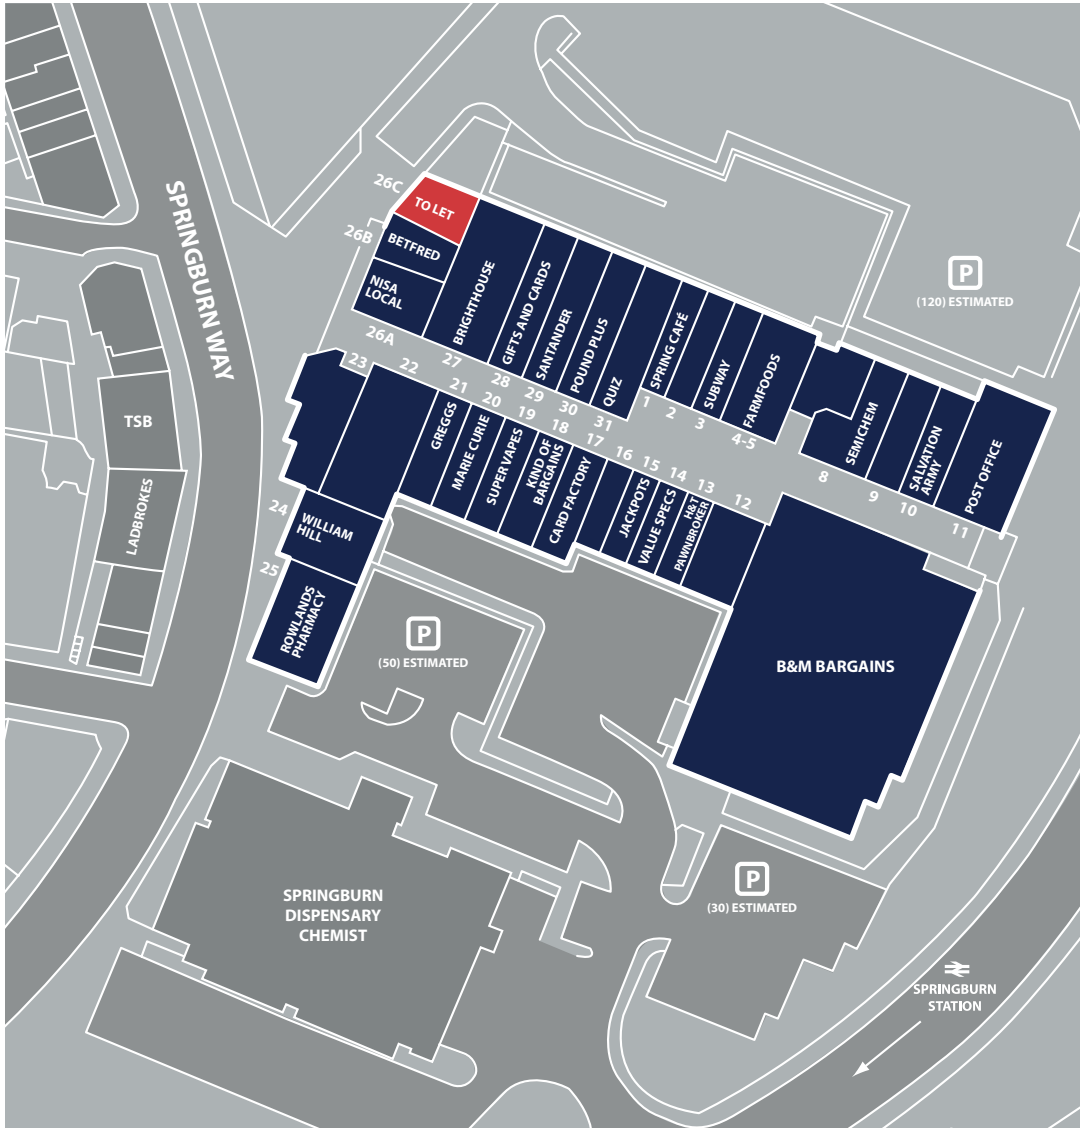 SPRINGBURN WAY
26C
TO LET
26B
BETFRED
NISA
LOCAL
26A
BRIGHTHOUSE
GIFTS AND CARDS
SANTANDER
POUND PLUS
QUIZ
SPRING CAFÉ
SUBWAY
FARMFOODS
SEMICHEM
SALVATION
ARMY
POST OFFICE
P
(120) ESTIMATED
27
28
29
30
31
1
2
3
4-5
8
9
10
11
23
22
21
20
19
18
17
16
15
14
13
12
GREGGS
MARIE CURIE
SUPERVAPES
KIND OF
BARGAINS
CARD FACTORY
JACKPOTS
VALUE SPECS
H&T
PAWNBROKER
TSB
LADBROKES
24
WILLIAM
HILL
25
ROWLANDS
PHARMACY
P
(50) ESTIMATED
B&M BARGAINS
SPRINGBURN
DISPENSARY
CHEMIST
P
(30) ESTIMATED
SPRINGBURN
STATION